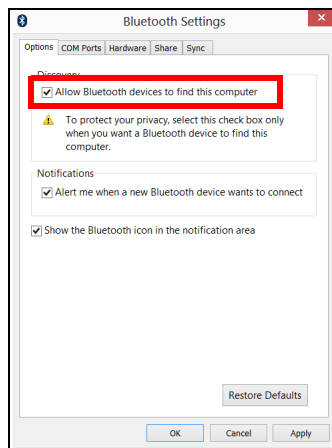 Bluetooth Settings
Options COM Ports Hardware Share Sync
Discovery
Allow Bluetooth devices to find this computer
To protect your privacy, select this check box only
when you want a Bluetooth device to find this
computer.
Notifications
Alert me when a new Bluetooth device wants to connect
Show the Bluetooth icon in the notification area
Restore Defaults
OK Cancel Apply